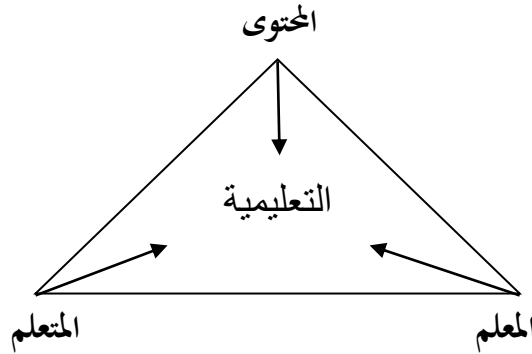 المحتوى
التعليمية
المعلم
المتعلم